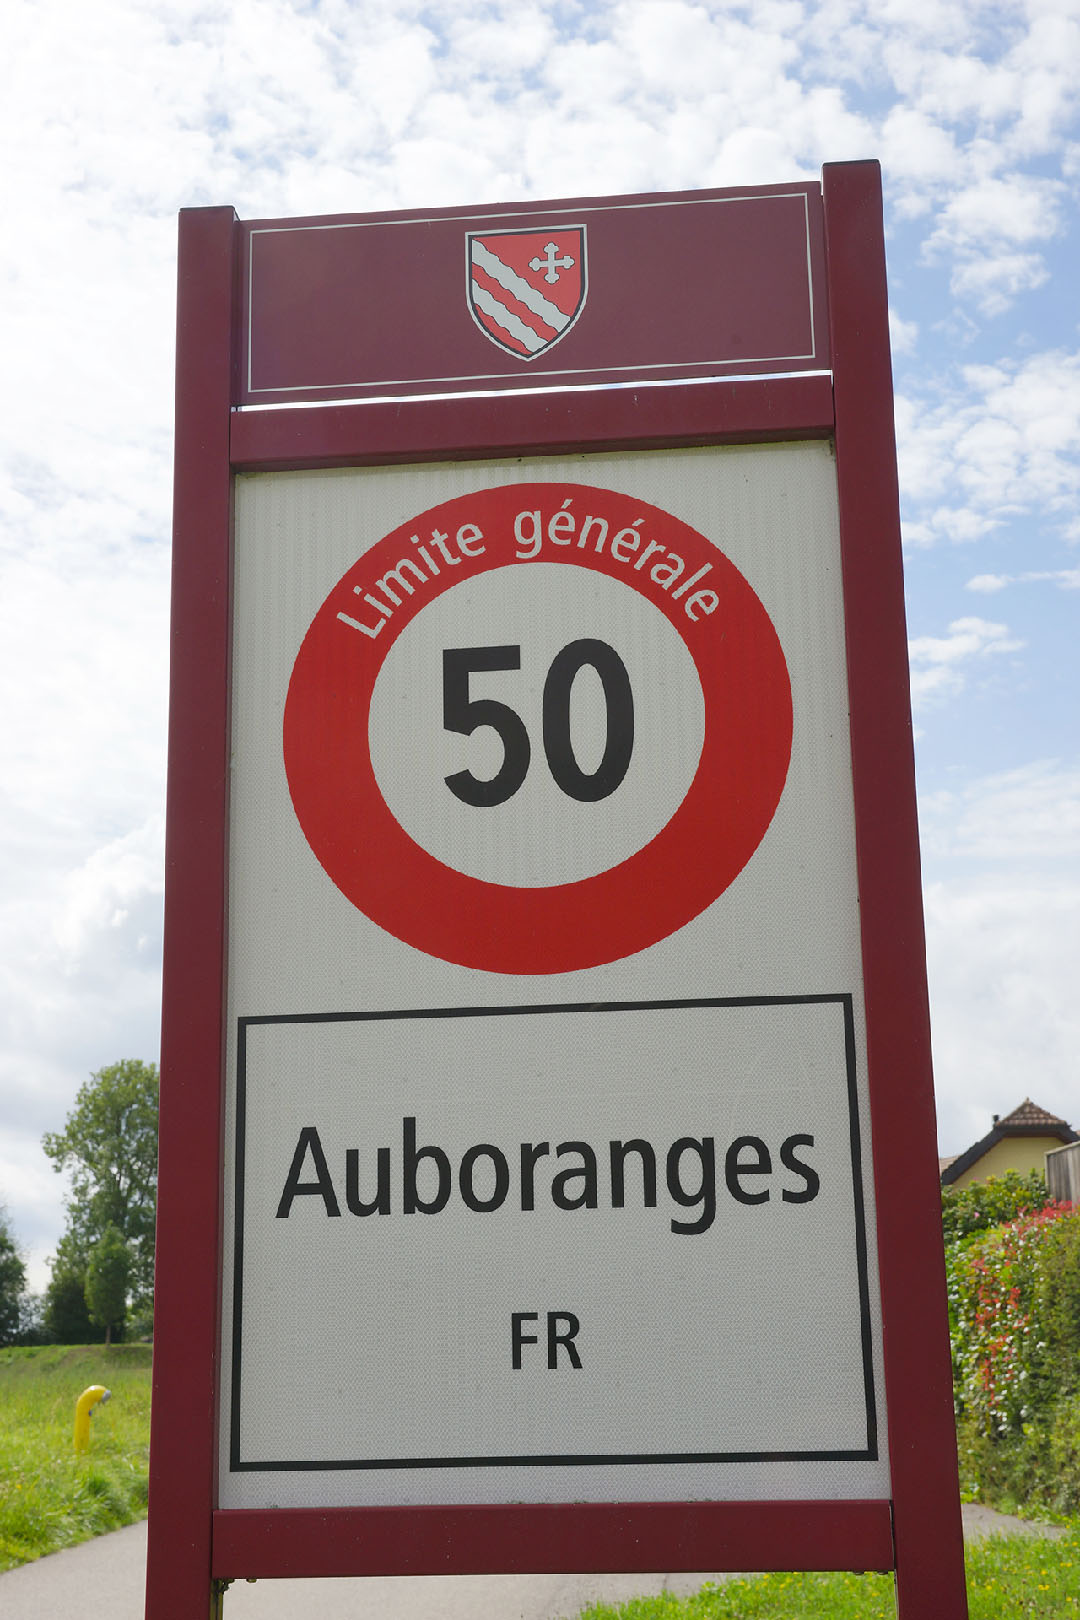 Limite générale
50
Auboranges
FR